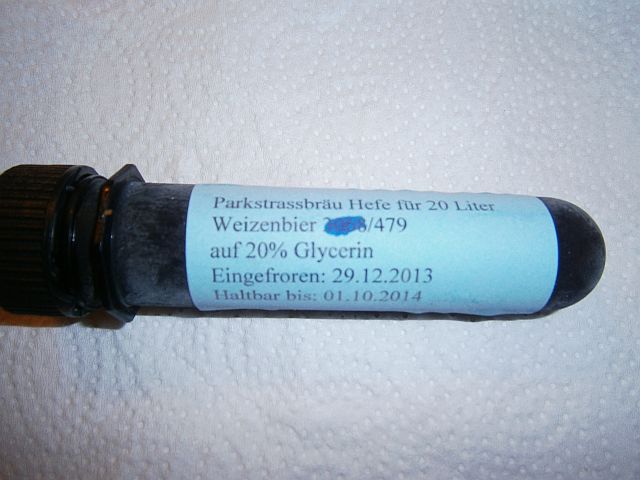 Parkstrassbräu Hefe für 20 Liter
Weizenbier /479
auf 20% Glycerin
Eingefroren: 29.12.2013
Haltbar bis: 01.10.2014